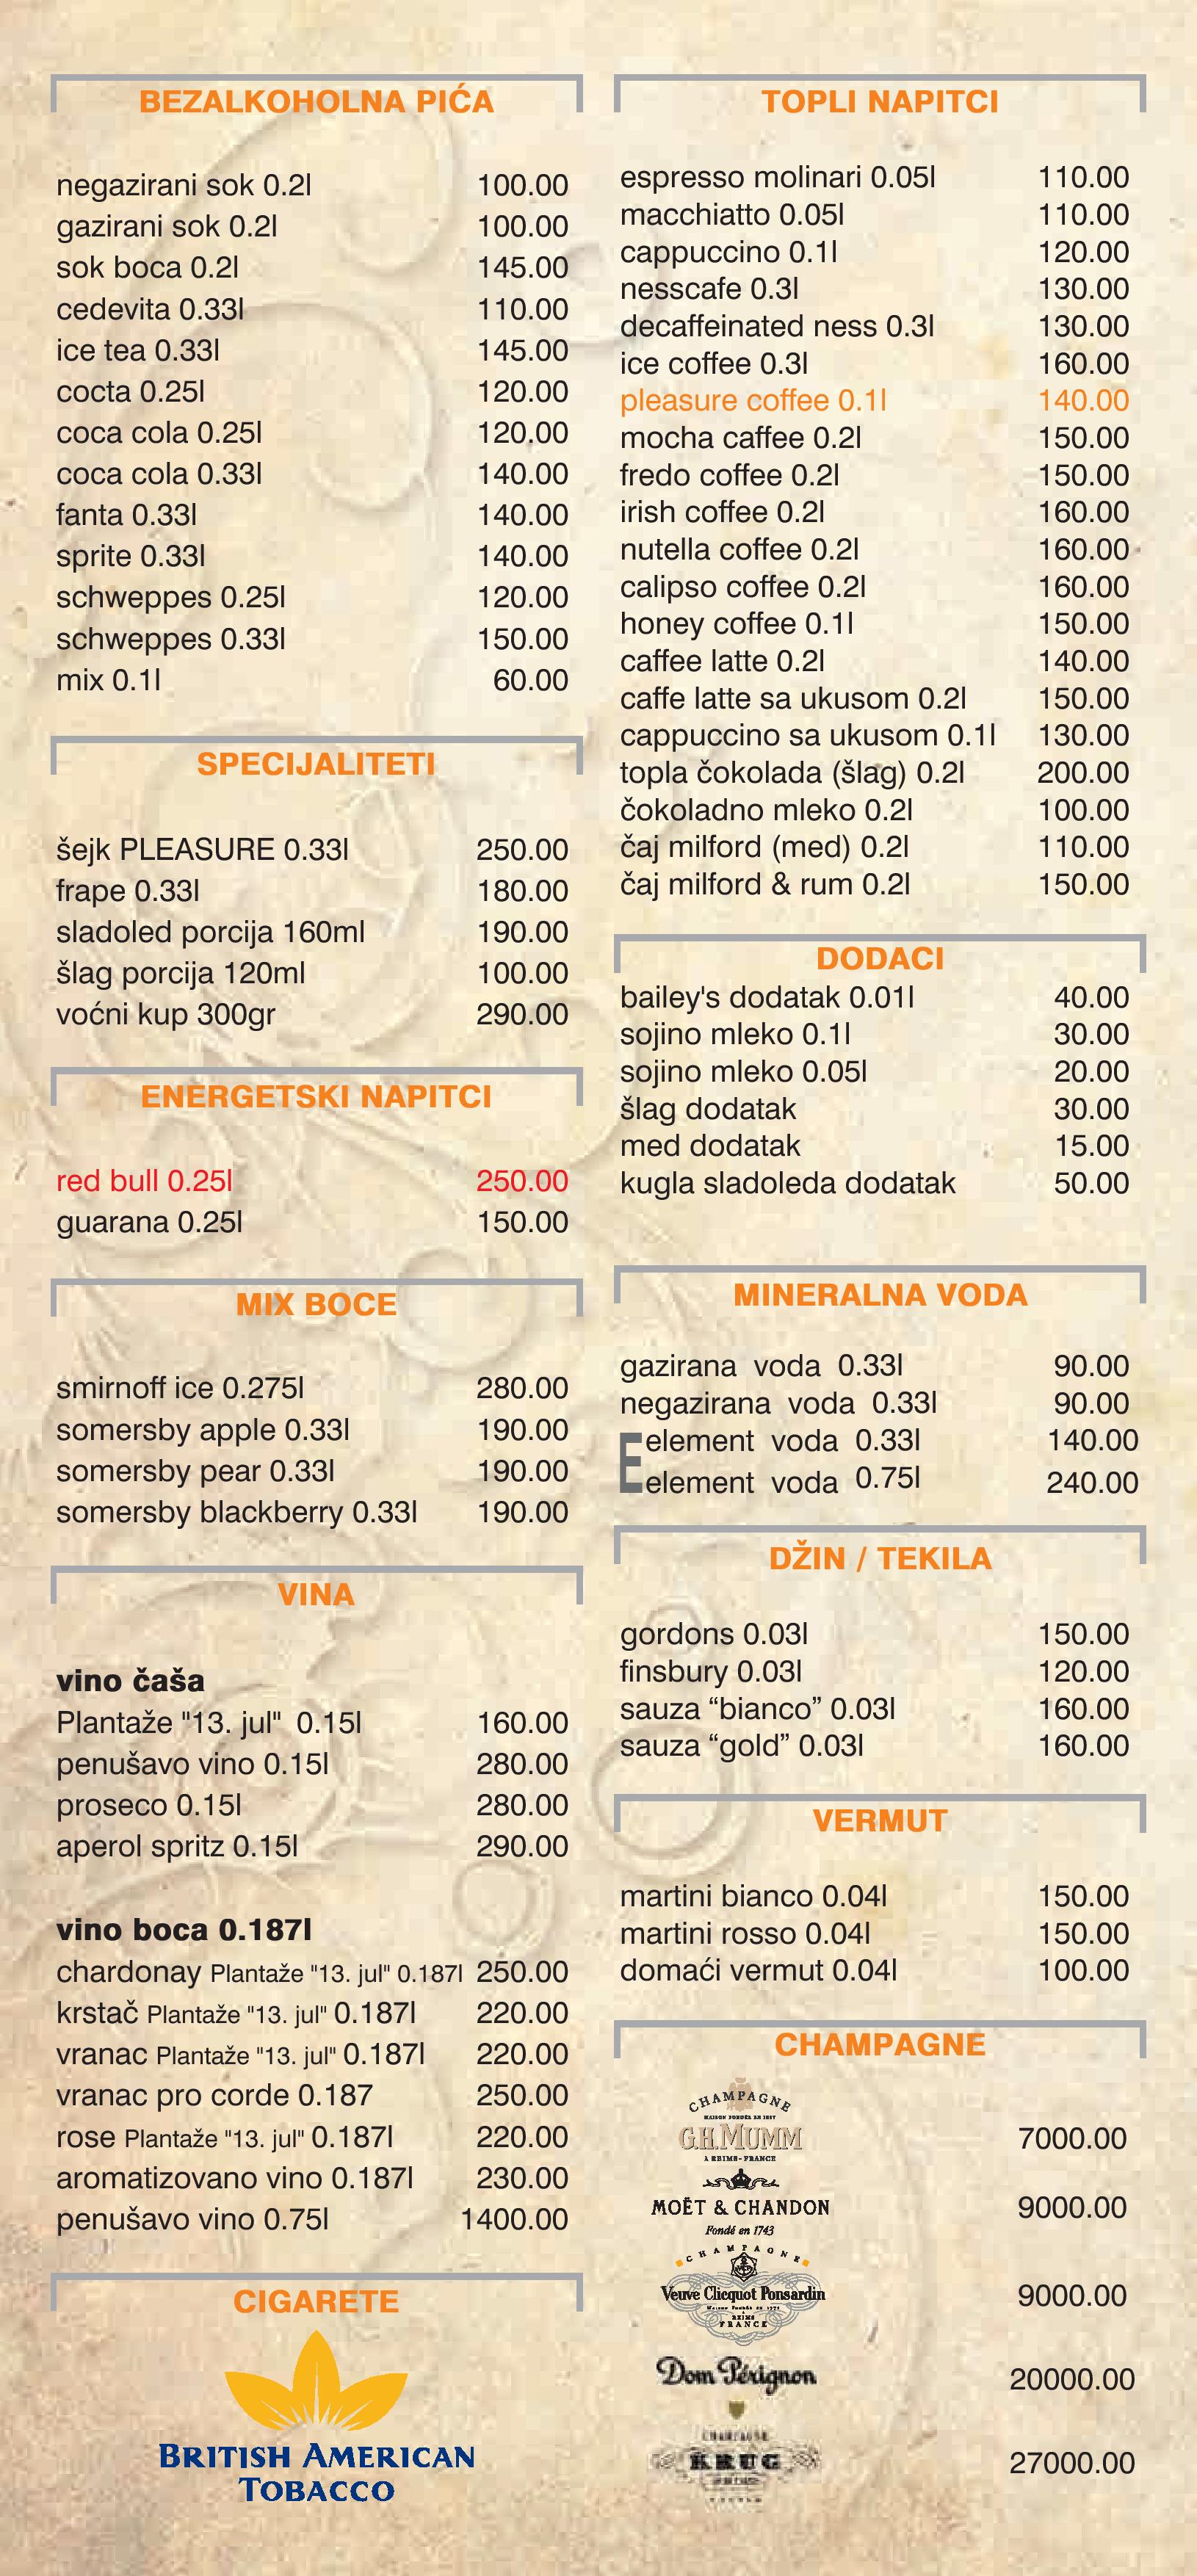 BEZALKOHOLNA PIĆA
negazirani sok 0.2l 100.00
gazirani sok 0.2l 100.00
sok boca 0.2l 145.00
cedevita 0.33l 110.00
ice tea 0.33l 145.00
cocta 0.25l 120.00
coca cola 0.25l 120.00
coca cola 0.33l 140.00
fanta 0.33l 140.00
sprite 0.33l 140.00
schweppes 0.25l 120.00
schweppes 0.33l 150.00
mix 0.1l 60.00
SPECIJALITETI
šejk PLEASURE 0.33l 250.00
frape 0.33l 180.00
sladoled porcija 160ml 190.00
šlag porcija 120ml 100.00
voćni kup 300gr 290.00
ENERGETSKI NAPITCI
red bull 0.25l 250.00
guarana 0.25l 150.00
MIX BOCE
smirnoff ice 0.275l 280.00
somersby apple 0.33l 190.00
somersby pear 0.33l 190.00
somersby blackberry 0.33l 190.00
VINA
vino čaša
Plantaže "13. jul" 0.15l 160.00
penušavo vino 0.15l 280.00
proseco 0.15l 280.00
aperol spritz 0.15l 290.00
vino boca 0.187l
chardonay Plantaže "13. jul" 0.187l 250.00
krstač Plantaže "13. jul" 0.187l 220.00
vranac Plantaže "13. jul" 0.187l 220.00
vranac pro corde 0.187 250.00
rose Plantaže "13. jul" 0.187l 220.00
aromatizovano vino 0.187l 230.00
penušavo vino 0.75l 1400.00
CIGARETE
BRITISH AMERICAN
TOBACCO
TOPLI NAPITCI
espresso molinari 0.05l 110.00
macchiatto 0.05l 110.00
cappuccino 0.1l 120.00
nesscafe 0.3l 130.00
decaffeinated ness 0.3l 130.00
ice coffee 0.3l 160.00
pleasure coffee 0.1l 140.00
mocha caffee 0.2l 150.00
fredo coffee 0.2l 150.00
irish coffee 0.2l 160.00
nutella coffee 0.2l 160.00
calipso coffee 0.2l 160.00
honey coffee 0.1l 150.00
caffee latte 0.2l 140.00
caffe latte sa ukusom 0.2l 150.00
cappuccino sa ukusom 0.1l 130.00
topla čokolada (šlag) 0.2l 200.00
čokoladno mleko 0.2l 100.00
čaj milford (med) 0.2l 110.00
čaj milford & rum 0.2l 150.00
DODACI
bailey's dodatak 0.01l 40.00
sojino mleko 0.1l 30.00
sojino mleko 0.05l 20.00
šlag dodatak 30.00
med dodatak 15.00
kugla sladoleda dodatak 50.00
MINERALNA VODA
gazirana voda 0.33l 90.00
negazirana voda 0.33l 90.00
E element voda 0.33l 140.00
element voda 0.75l 240.00
DŽIN / TEKILA
gordons 0.03l 150.00
finsbury 0.03l 120.00
sauza “bianco” 0.03l 160.00
sauza “gold” 0.03l 160.00
VERMUT
martini bianco 0.04l 150.00
martini rosso 0.04l 150.00
domaći vermut 0.04l 100.00
CHAMPAGNE
CHAMPAGNE
MAISON FONDÉE EN 1827
G.H.MUMM 7000.00
A REIMS-FRANCE
MOËT & CHANDON 9000.00
Fondé en 1743
CHAMPAGNE
Veuve Clicquot Ponsardin 9000.00
REIMS
FRANCE
Dom Pérignon 20000.00
CHAMPAGNE
KRUG 27000.00